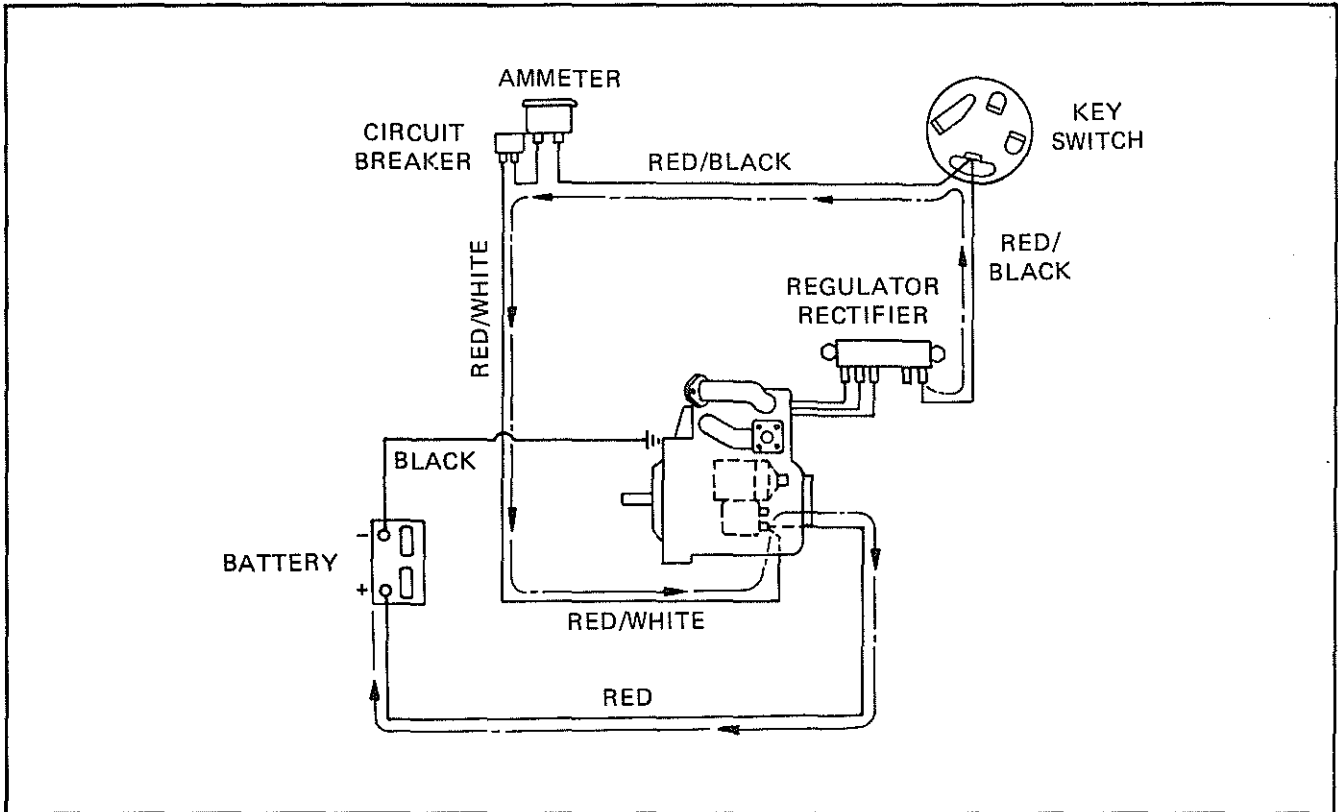 AMMETER
CIRCUIT
BREAKER
KEY
SWITCH
RED/BLACK
RED/WHITE
RED/
BLACK
REGULATOR
RECTIFIER
BLACK
BATTERY
−
+
RED/WHITE
RED